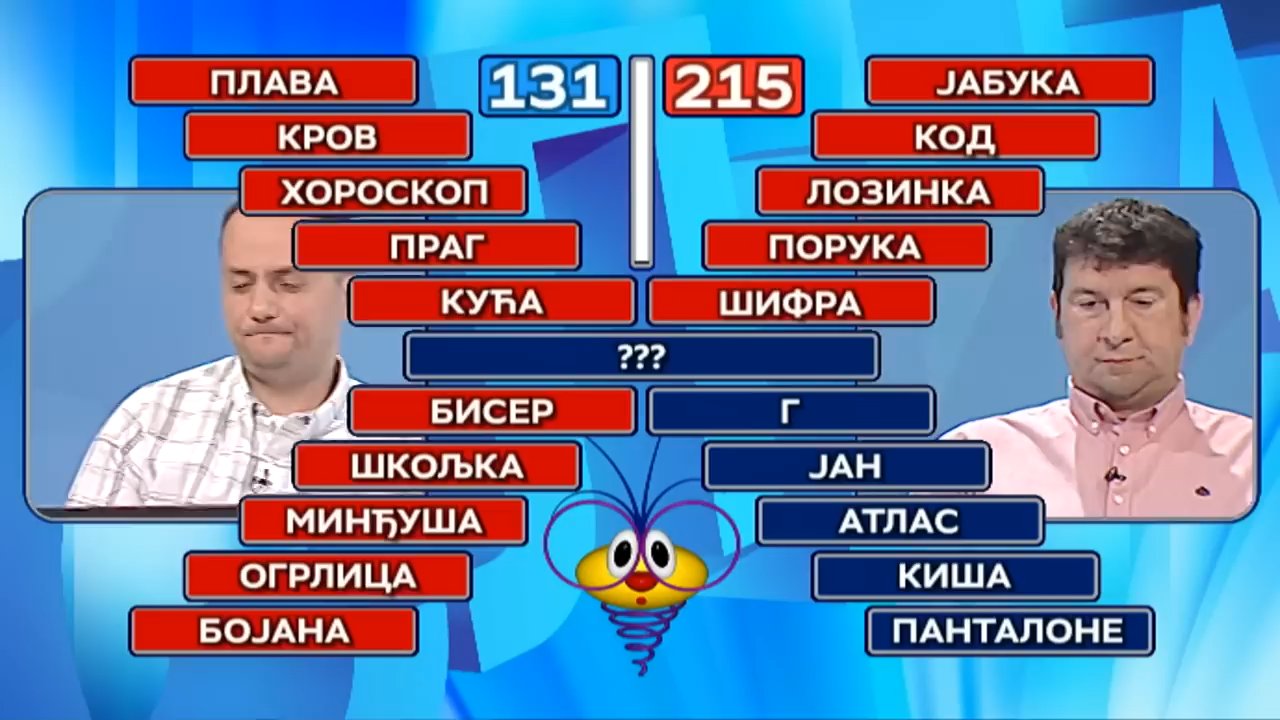 ПЛАВА
131
215
ЈАБУКА
КРОВ
КОД
ХОРОСКОП
ЛОЗИНКА
ПРАГ
ПОРУКА
КУЋА
ШИФРА
???
БИСЕР
Г
ШКОЉКА
ЈАН
МИНЂУША
АТЛАС
ОГРЛИЦА
КИША
БОЈАНА
ПАНТАЛОНЕ